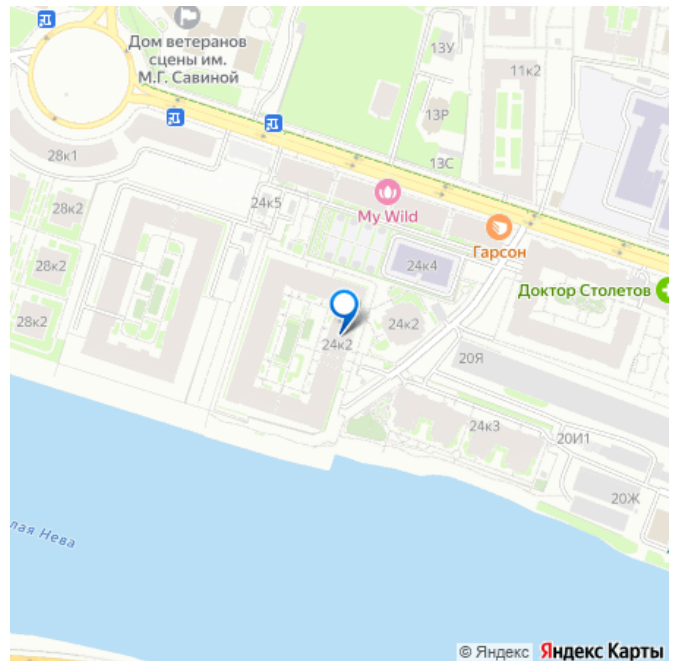 Дом ветеранов
сцены им.
М.Г. Савиной
13У
11к2
13Р
28к1
13С
My Wild
28к2
24к5
Гарсон
28к2
24к4
Доктор Столетов
28к2
24к2
24к2
20Я
24к3
20И1
20Ж
лая Нева
© Яндекс Яндекс Карты